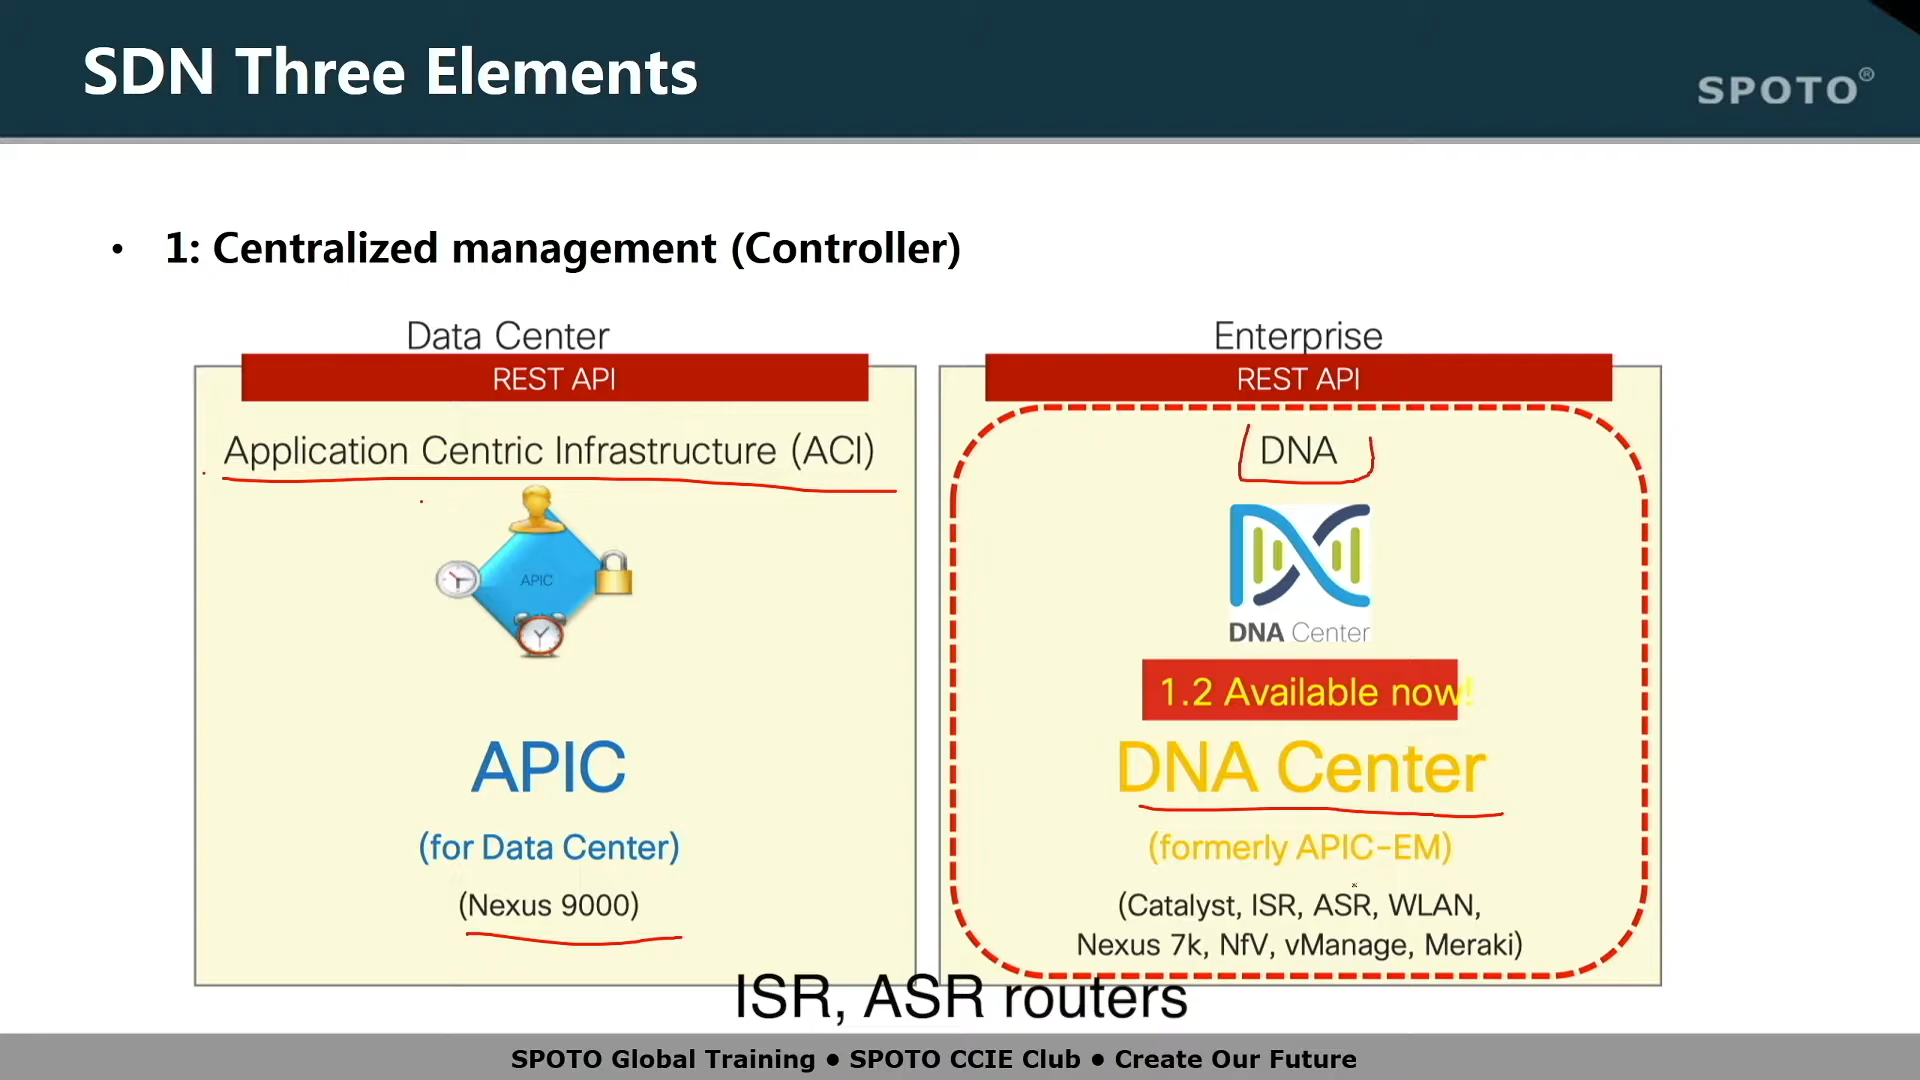 SDN Three Elements
SPOTO®
• 1: Centralized management (Controller)
Data Center
REST API
Application Centric Infrastructure (ACI)
APIC
APIC
(for Data Center)
(Nexus 9000)
Enterprise
REST API
DNA
DNA Center
1.2 Available now!
DNA Center
(formerly APIC-EM)
(Catalyst, ISR, ASR, WLAN,
Nexus 7k, NfV, vManage, Meraki)
ISR, ASR routers
SPOTO Global Training ● SPOTO CCIE Club ● Create Our Future